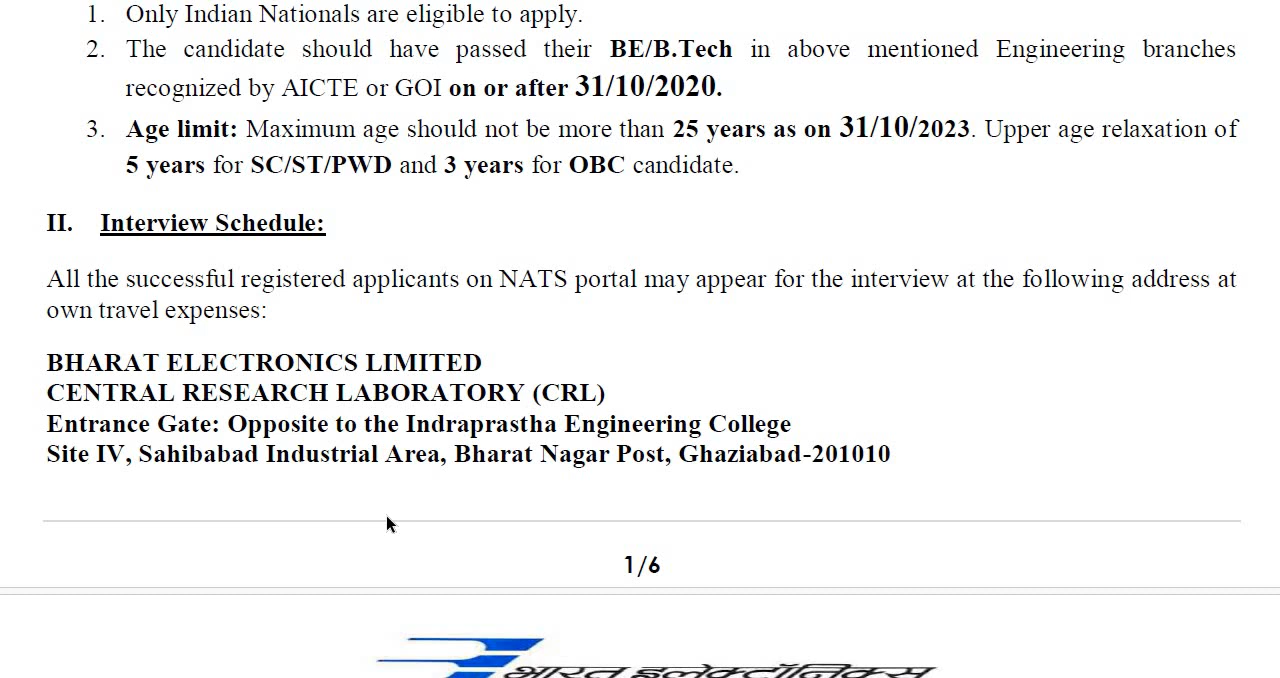 1. Only Indian Nationals are eligible to apply.
2. The candidate should have passed their BE/B.Tech in above mentioned Engineering branches
recognized by AICTE or GOI on or after 31/10/2020.
3. Age limit: Maximum age should not be more than 25 years as on 31/10/2023. Upper age relaxation of
5 years for SC/ST/PWD and 3 years for OBC candidate.
II. Interview Schedule:
All the successful registered applicants on NATS portal may appear for the interview at the following address at
own travel expenses:
BHARAT ELECTRONICS LIMITED
CENTRAL RESEARCH LABORATORY (CRL)
Entrance Gate: Opposite to the Indraprastha Engineering College
Site IV, Sahibabad Industrial Area, Bharat Nagar Post, Ghaziabad-201010
1/6
भारत इलेक्ट्रॉनिक्स